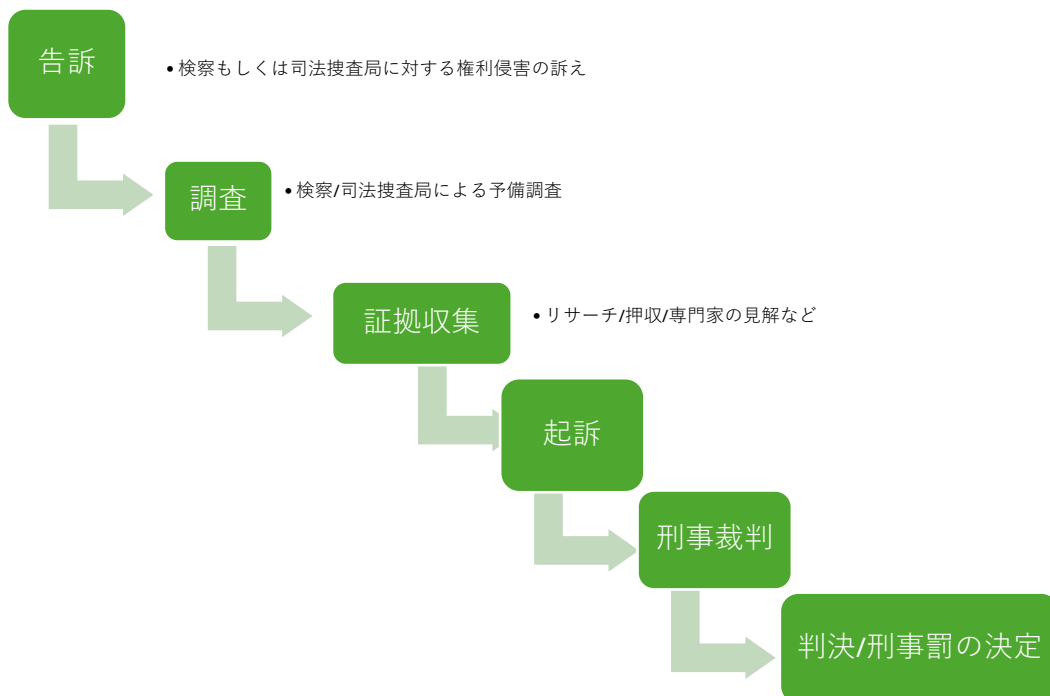 告訴
•検察もしくは司法捜査局に対する権利侵害の訴え
調査
•検察/司法捜査局による予備調査
証拠収集
•リサーチ/押収/専門家の見解など
起訴
刑事裁判
判決/刑事罰の決定